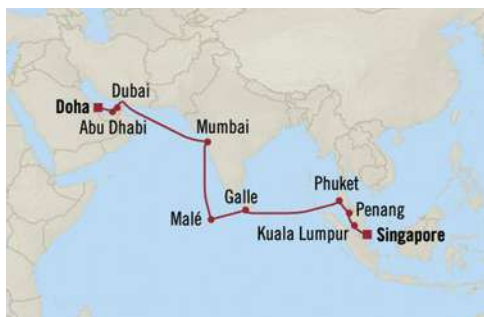 Dubai
Doha
Abu Dhabi
Mumbai
Phuket
Galle
Penang
Malé
Kuala Lumpur
Singapore